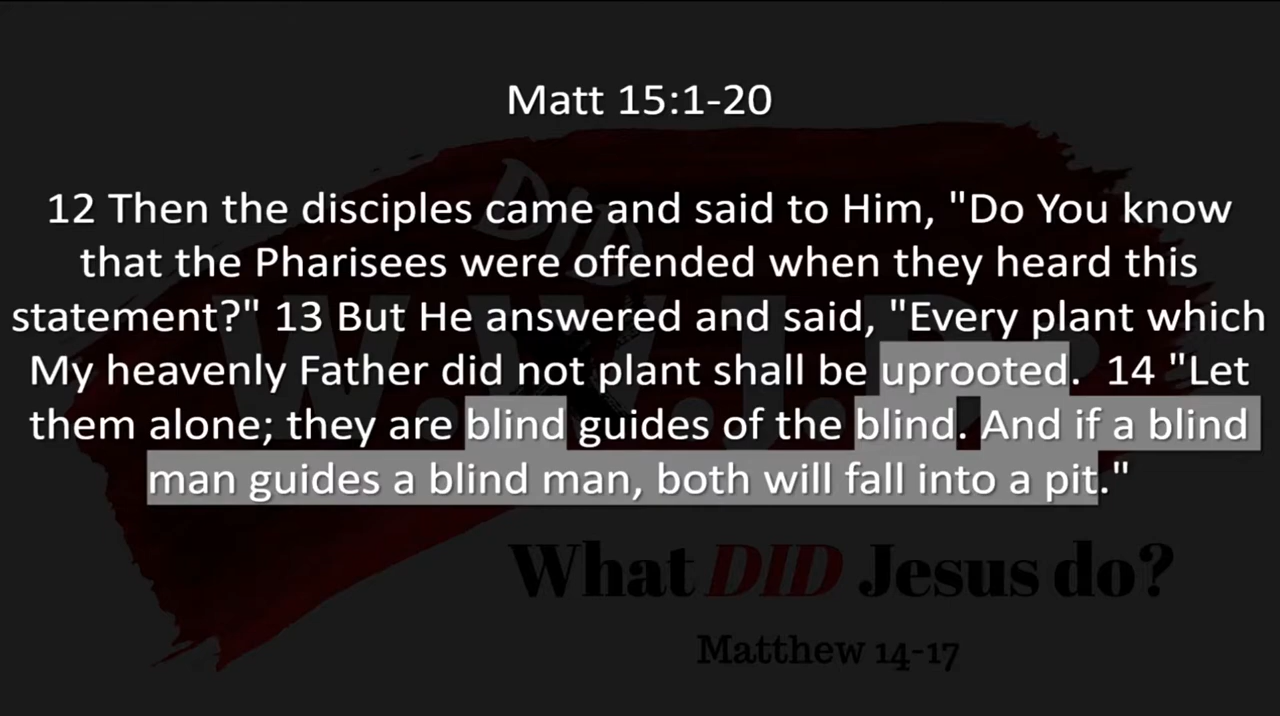 Matt 15:1-20
12 Then the disciples came and said to Him, "Do You know
that the Pharisees were offended when they heard this
statement?" 13 But He answered and said, "Every plant which
My heavenly Father did not plant shall be uprooted.  14 "Let
them alone; they are blind guides of the blind. And if a blind
man guides a blind man, both will fall into a pit."
DID
W.W.J.D.
What DID Jesus do?
Matthew 14-17